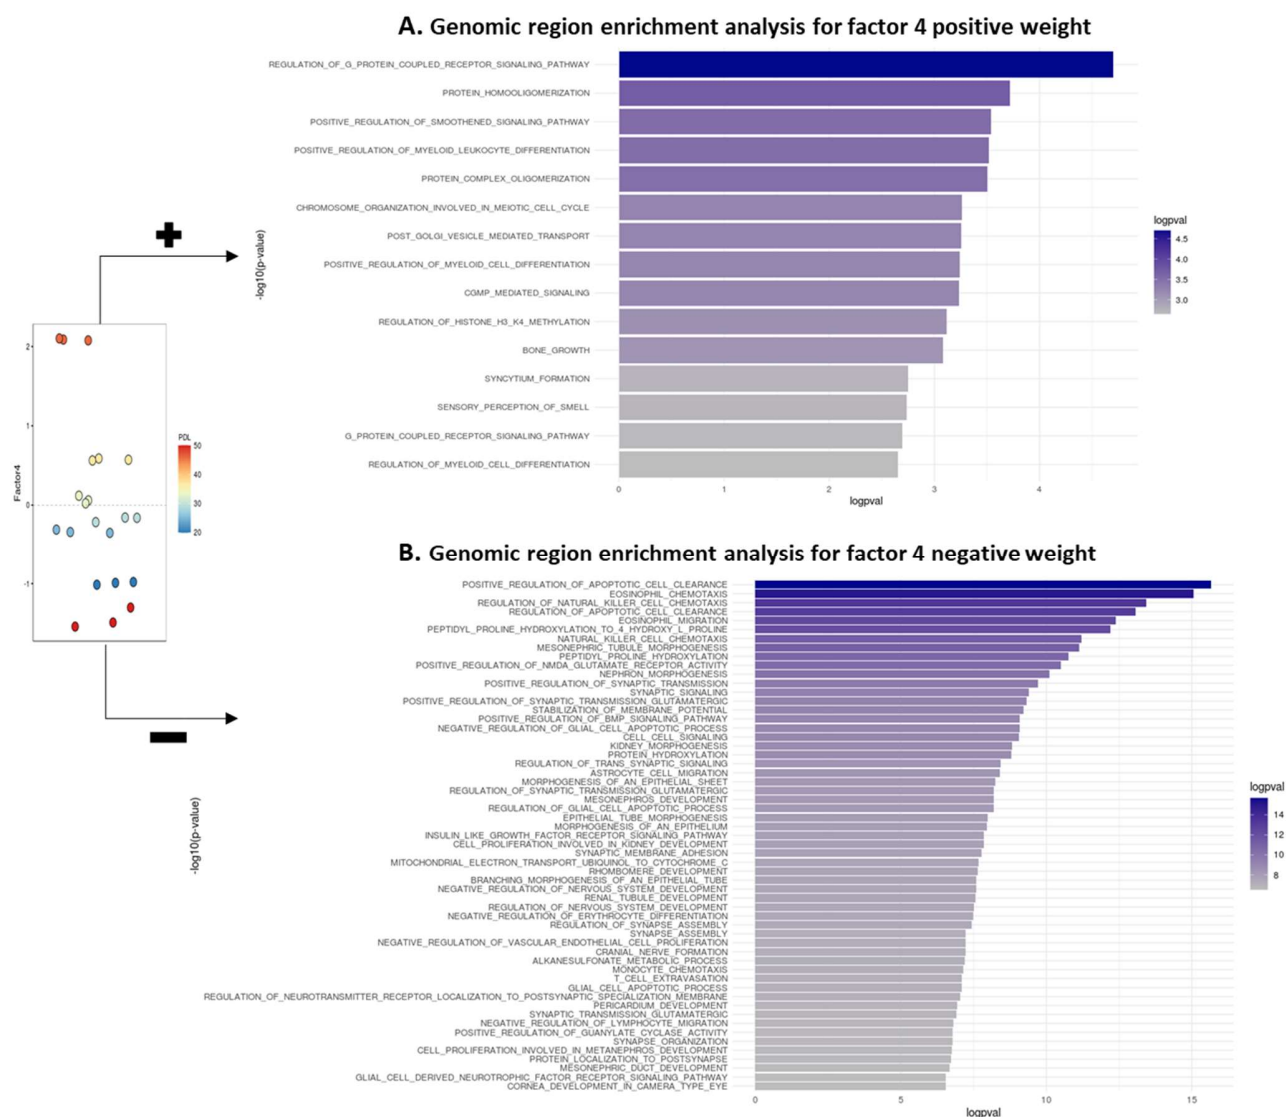 A. Genomic region enrichment analysis for factor 4 positive weight
REGULATION_OF_G_PROTEIN_COUPLED_RECEPTOR_SIGNALING_PATHWAY
PROTEIN_HOMOOLIGOMERIZATION
POSITIVE_REGULATION_OF_SMOOTHENED_SIGNALING_PATHWAY
POSITIVE_REGULATION_OF_MYELOID_LEUKOCYTE_DIFFERENTIATION
PROTEIN_COMPLEX_OLIGOMERIZATION
CHROMOSOME_ORGANIZATION_INVOLVED_IN_MEIOTIC_CELL_CYCLE
POST_GOLGI_VESICLE_MEDIATED_TRANSPORT
POSITIVE_REGULATION_OF_MYELOID_CELL_DIFFERENTIATION
CGMP_MEDIATED_SIGNALING
REGULATION_OF_HISTONE_H3_K4_METHYLATION
BONE_GROWTH
SYNCYTIUM_FORMATION
SENSORY_PERCEPTION_OF_SMELL
G_PROTEIN_COUPLED_RECEPTOR_SIGNALING_PATHWAY
REGULATION_OF_MYELOID_CELL_DIFFERENTIATION
0 1 2 3 4
logpval
logpval
4.5
4.0
3.5
3.0
-log10(p-value)
Factor4
2
1
0
-1
PDL
50
40
30
20
-log10(p-value)
B. Genomic region enrichment analysis for factor 4 negative weight
POSITIVE_REGULATION_OF_APOPTOTIC_CELL_CLEARANCE
EOSINOPHIL_CHEMOTAXIS
REGULATION_OF_NATURAL_KILLER_CELL_CHEMOTAXIS
REGULATION_OF_APOPTOTIC_CELL_CLEARANCE
EOSINOPHIL_MIGRATION
PEPTIDYL_PROLINE_HYDROXYLATION_TO_4_HYDROXY_L_PROLINE
NATURAL_KILLER_CELL_CHEMOTAXIS
MESONEPHRIC_TUBULE_MORPHOGENESIS
PEPTIDYL_PROLINE_HYDROXYLATION
POSITIVE_REGULATION_OF_NMDA_GLUTAMATE_RECEPTOR_ACTIVITY
NEPHRON_MORPHOGENESIS
POSITIVE_REGULATION_OF_SYNAPTIC_TRANSMISSION
SYNAPTIC_SIGNALING
POSITIVE_REGULATION_OF_SYNAPTIC_TRANSMISSION_GLUTAMATERGIC
STABILIZATION_OF_MEMBRANE_POTENTIAL
POSITIVE_REGULATION_OF_BMP_SIGNALING_PATHWAY
NEGATIVE_REGULATION_OF_GLIAL_CELL_APOPTOTIC_PROCESS
CELL_CELL_SIGNALING
KIDNEY_MORPHOGENESIS
PROTEIN_HYDROXYLATION
REGULATION_OF_TRANS_SYNAPTIC_SIGNALING
ASTROCYTE_CELL_MIGRATION
MORPHOGENESIS_OF_AN_EPITHELIAL_SHEET
REGULATION_OF_SYNAPTIC_TRANSMISSION_GLUTAMATERGIC
MESONEPHROS_DEVELOPMENT
REGULATION_OF_GLIAL_CELL_APOPTOTIC_PROCESS
EPITHELIAL_TUBE_MORPHOGENESIS
MORPHOGENESIS_OF_AN_EPITHELIUM
INSULIN_LIKE_GROWTH_FACTOR_RECEPTOR_SIGNALING_PATHWAY
CELL_PROLIFERATION_INVOLVED_IN_KIDNEY_DEVELOPMENT
SYNAPTIC_MEMBRANE_ADHESION
MITOCHONDRIAL_ELECTRON_TRANSPORT_UBIQUINOL_TO_CYTOCHROME_C
RHOMBOMERE_DEVELOPMENT
BRANCHING_MORPHOGENESIS_OF_AN_EPITHELIAL_TUBE
NEGATIVE_REGULATION_OF_NERVOUS_SYSTEM_DEVELOPMENT
RENAL_TUBULE_DEVELOPMENT
REGULATION_OF_NERVOUS_SYSTEM_DEVELOPMENT
NEGATIVE_REGULATION_OF_ERYTHROCYTE_DIFFERENTIATION
REGULATION_OF_SYNAPSE_ASSEMBLY
SYNAPSE_ASSEMBLY
NEGATIVE_REGULATION_OF_VASCULAR_ENDOTHELIAL_CELL_PROLIFERATION
CRANIAL_NERVE_FORMATION
ALKANESULFONATE_METABOLIC_PROCESS
MONOCYTE_CHEMOTAXIS
T_CELL_EXTRAVASATION
GLIAL_CELL_APOPTOTIC_PROCESS
REGULATION_OF_NEUROTRANSMITTER_RECEPTOR_LOCALIZATION_TO_POSTSYNAPTIC_SPECIALIZATION_MEMBRANE
PERICARDIUM_DEVELOPMENT
SYNAPTIC_TRANSMISSION_GLUTAMATERGIC
NEGATIVE_REGULATION_OF_LYMPHOCYTE_MIGRATION
POSITIVE_REGULATION_OF_GUANYLATE_CYCLASE_ACTIVITY
SYNAPSE_ORGANIZATION
CELL_PROLIFERATION_INVOLVED_IN_METANEPHROS_DEVELOPMENT
PROTEIN_LOCALIZATION_TO_POSTSYNAPSE
MESONEPHRIC_DUCT_DEVELOPMENT
GLIAL_CELL_DERIVED_NEUROTROPHIC_FACTOR_RECEPTOR_SIGNALING_PATHWAY
CORNEA_DEVELOPMENT_IN_CAMERA_TYPE_EYE
0 5 10 15
logpval
logpval
14
12
10
8